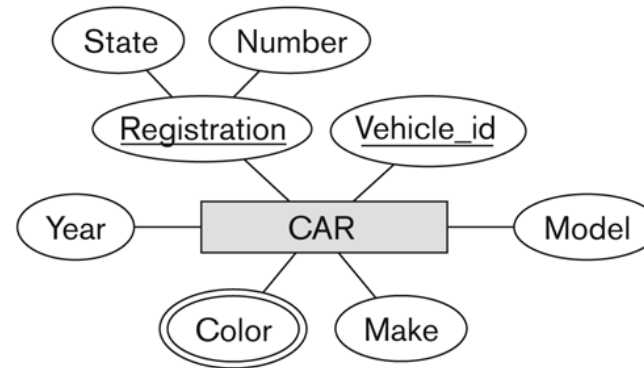 State
Number
Registration
Vehicle_id
Year
CAR
Model
Color
Make